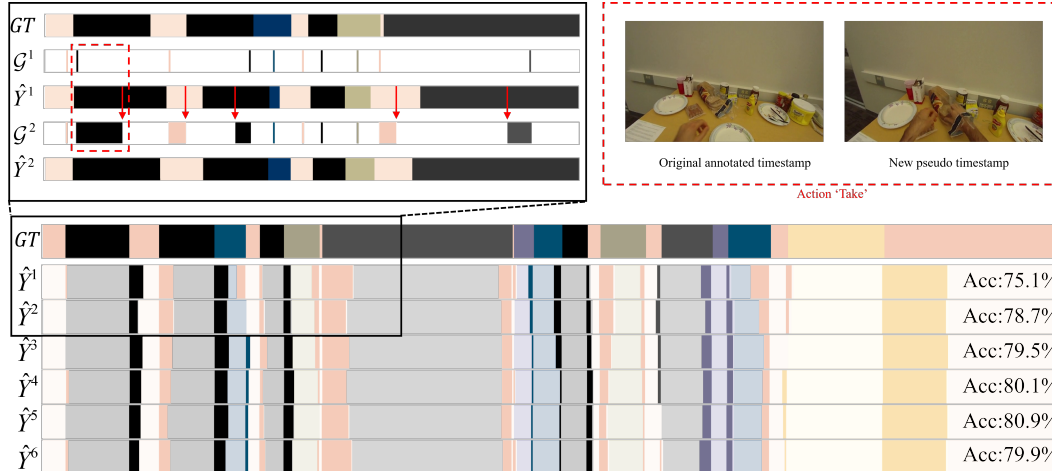 GT
𝒢¹
Ŷ¹
𝒢²
Ŷ²
Original annotated timestamp
New pseudo timestamp
Action ‘Take’
GT
Ŷ¹ Acc:75.1%
Ŷ² Acc:78.7%
Ŷ³ Acc:79.5%
Ŷ⁴ Acc:80.1%
Ŷ⁵ Acc:80.9%
Ŷ⁶ Acc:79.9%